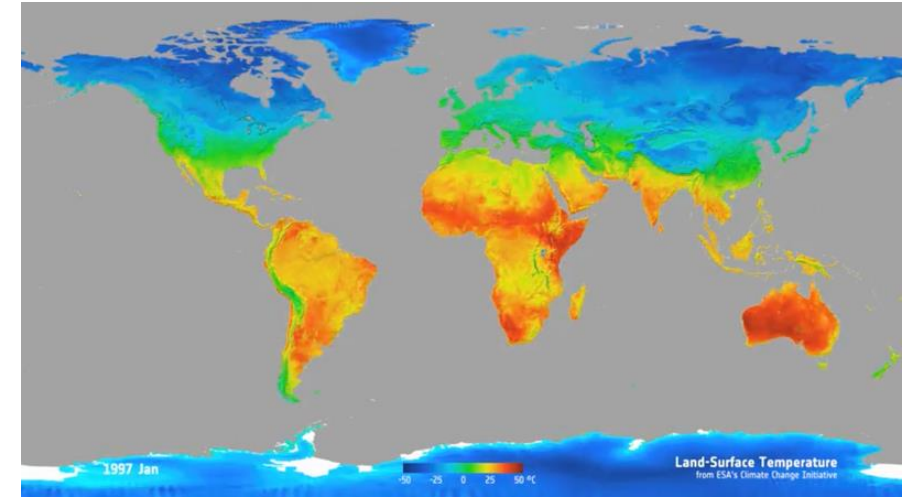 1997 Jan
-50 -25 0 25 50 °C
Land-Surface Temperature
from ESA's Climate Change Initiative